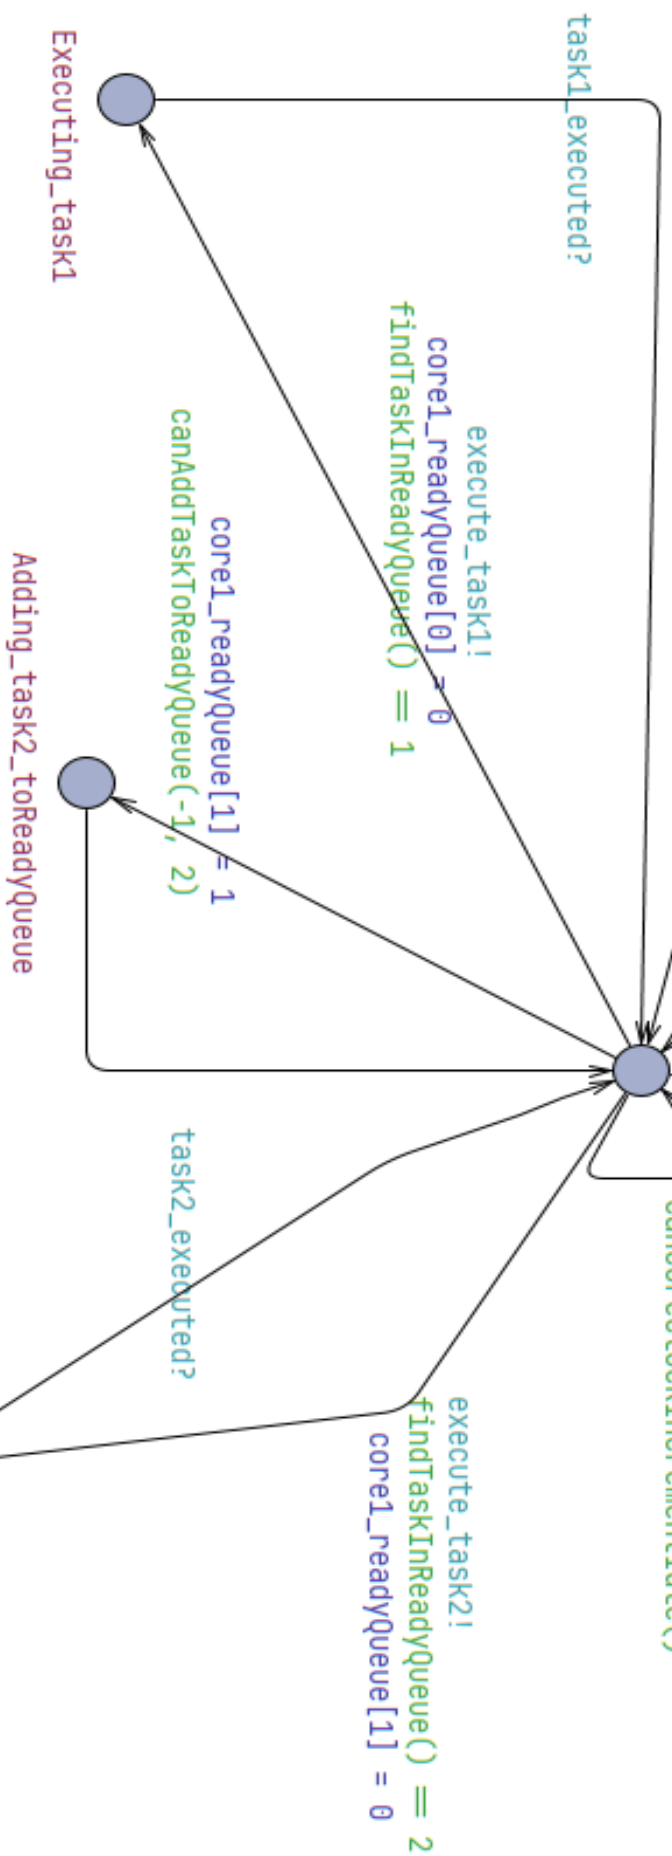 task1_executed?
Executing_task1
execute_task1!
core1_readyQueue[0] = 0
findTaskInReadyQueue() == 1
core1_readyQueue[1] = 1
canAddTaskToReadyQueue(-1, 2)
Adding_task2_toReadyQueue
task2_executed?
execute_task2!
findTaskInReadyQueue() == 2
core1_readyQueue[1] = 0